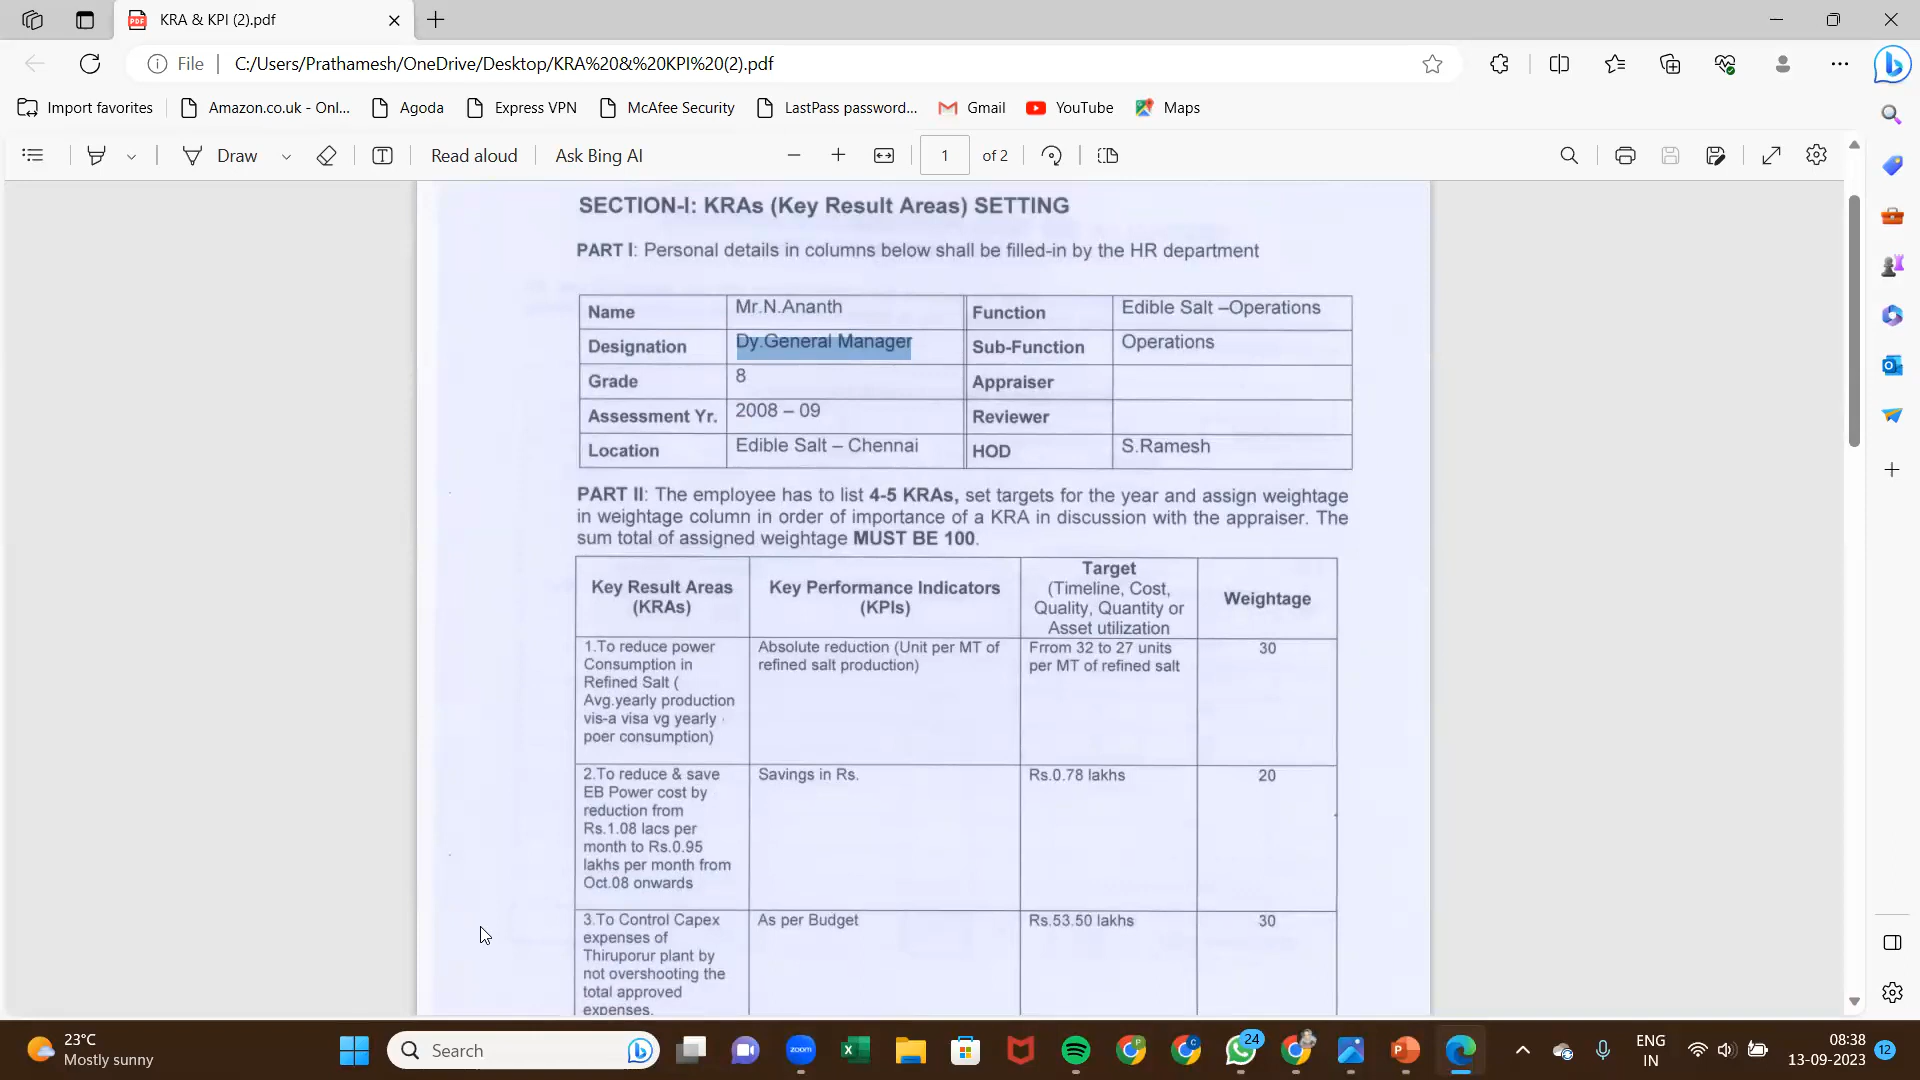 KRA & KPI (2).pdf
File
C:/Users/Prathamesh/OneDrive/Desktop/KRA%20&%20KPI%20(2).pdf
Import favorites
Amazon.co.uk - Onl...
Agoda
Express VPN
McAfee Security
LastPass password...
Gmail
YouTube
Maps
Draw
Read aloud
Ask Bing AI
1 of 2
SECTION-I: KRAs (Key Result Areas) SETTING
PART I: Personal details in columns below shall be filled-in by the HR department
Name Mr.N.Ananth Function Edible Salt –Operations
Designation Dy.General Manager Sub-Function Operations
Grade 8 Appraiser
Assessment Yr. 2008 – 09 Reviewer
Location Edible Salt – Chennai HOD S.Ramesh
PART II: The employee has to list 4-5 KRAs, set targets for the year and assign weightage
in weightage column in order of importance of a KRA in discussion with the appraiser. The
sum total of assigned weightage MUST BE 100.
Key Result Areas
(KRAs)
Key Performance Indicators
(KPIs)
Target
(Timeline, Cost,
Quality, Quantity or
Asset utilization
Weightage
1.To reduce power
Consumption in
Refined Salt (
Avg.yearly production
vis-a visa vg yearly
poer consumption)
Absolute reduction (Unit per MT of
refined salt production)
Frrom 32 to 27 units
per MT of refined salt
30
2.To reduce & save
EB Power cost by
reduction from
Rs.1.08 lacs per
month to Rs.0.95
lakhs per month from
Oct.08 onwards
Savings in Rs.
Rs.0.78 lakhs
20
3.To Control Capex
expenses of
Thiruporur plant by
not overshooting the
total approved
expenses.
As per Budget
Rs.53.50 lakhs
30
23°C
Mostly sunny
Search
zoom
24
ENG
IN
08:38
13-09-2023
12